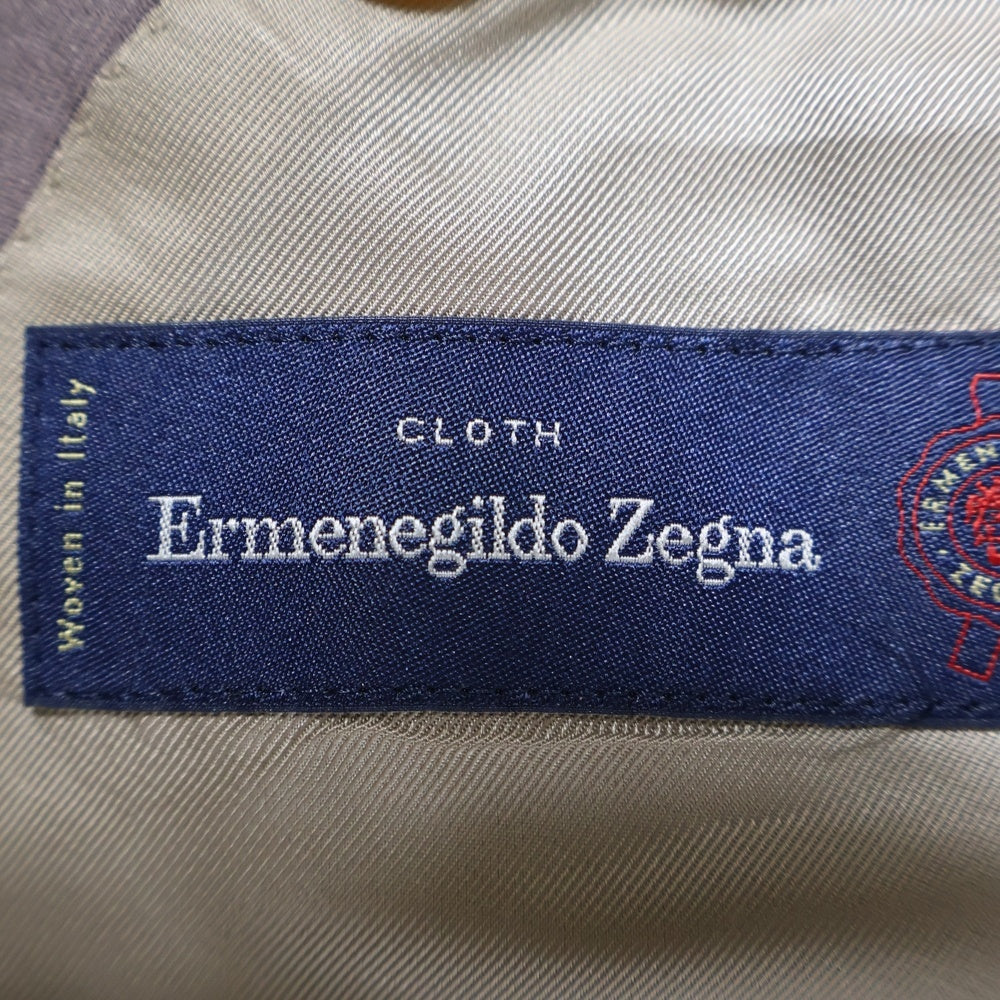 Woven in Italy
CLOTH
Ermenegildo Zegna